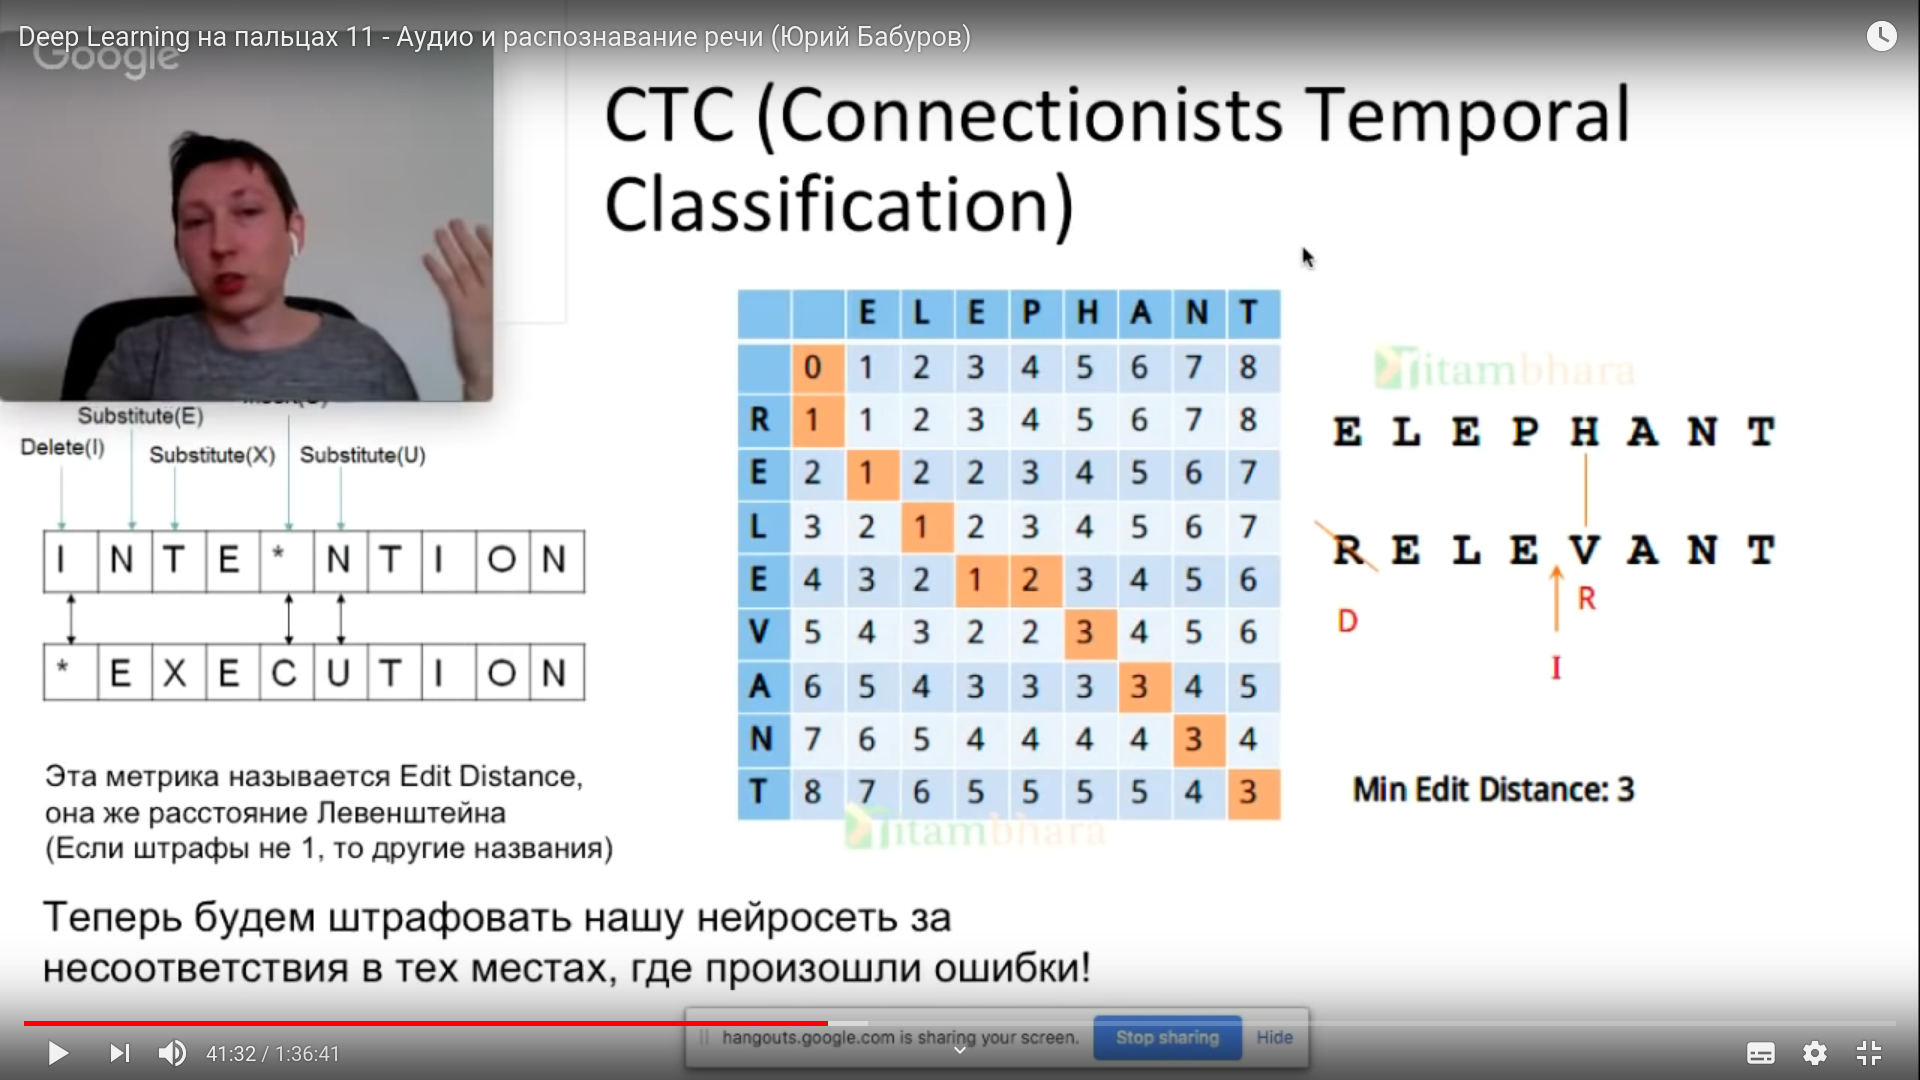 Deep Learning на пальцах 11 - Аудио и распознавание речи (Юрий Бабуров)
Google
CTC (Connectionists Temporal
Classification)
Substitute(E)
Delete(I)
Substitute(X)
Substitute(U)
I N T E * N T I O N
* E X E C U T I O N
Эта метрика называется Edit Distance,
она же расстояние Левенштейна
(Если штрафы не 1, то другие названия)
E L E P H A N T
0 1 2 3 4 5 6 7 8
R 1 1 2 3 4 5 6 7 8
E 2 1 2 2 3 4 5 6 7
L 3 2 1 2 3 4 5 6 7
E 4 3 2 1 2 3 4 5 6
V 5 4 3 2 2 3 4 5 6
A 6 5 4 3 3 3 3 4 5
N 7 6 5 4 4 4 4 3 4
T 8 7 6 5 5 5 5 4 3
itambhara
itambhara
E L E P H A N T
R E L E V A N T
D
R
I
Min Edit Distance: 3
Теперь будем штрафовать нашу нейросеть за
несоответствия в тех местах, где произошли ошибки!
hangouts.google.com is sharing your screen.
Stop sharing
Hide
41:32 / 1:36:41